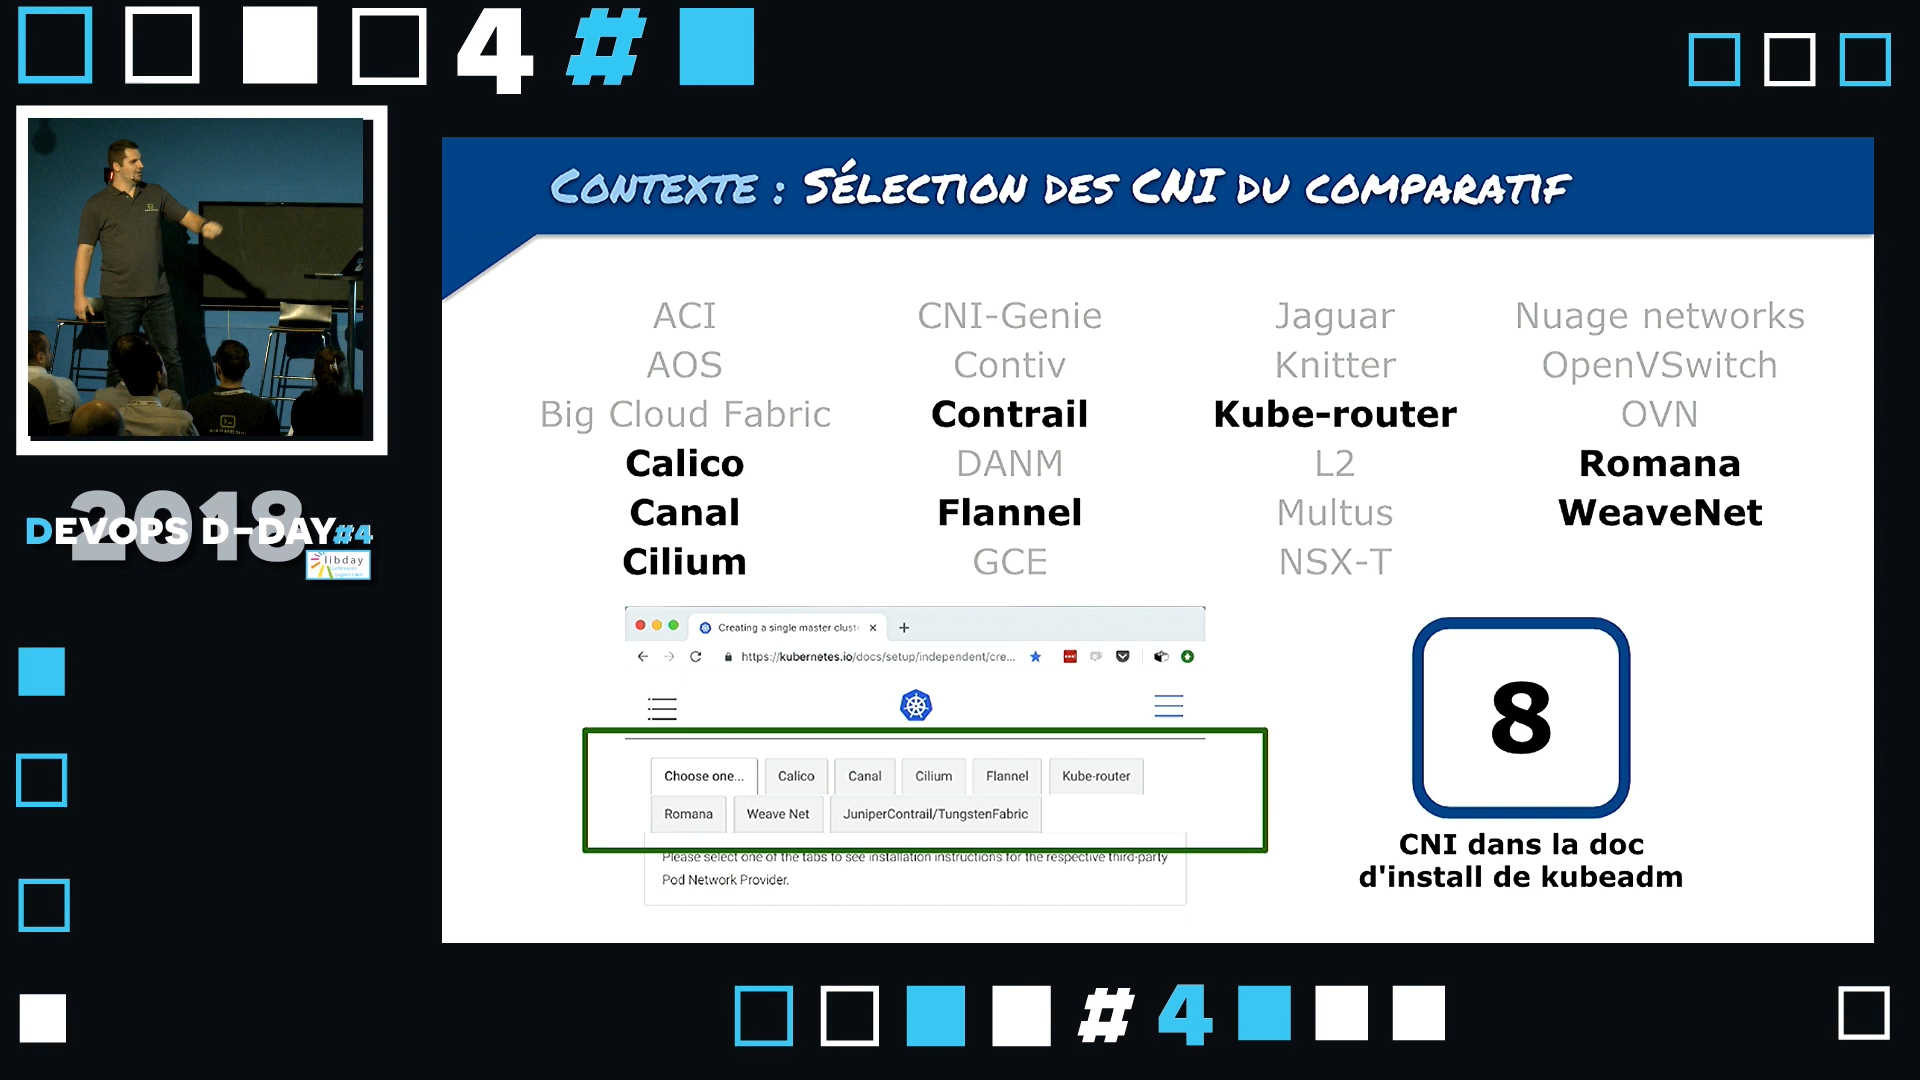 4 #
CONTEXTE : SÉLECTION DES CNI DU COMPARATIF
ACI
AOS
Big Cloud Fabric
Calico
Canal
Cilium
CNI-Genie
Contiv
Contrail
DANM
Flannel
GCE
Jaguar
Knitter
Kube-router
L2
Multus
NSX-T
Nuage networks
OpenVSwitch
OVN
Romana
WeaveNet
2018
DEVOPS D-DAY#4
libday
Creating a single master clust
https://kubernetes.io/docs/setup/independent/cre...
Choose one... Calico Canal Cilium Flannel Kube-router
Romana Weave Net JuniperContrail/TungstenFabric
Please select one of the tabs to see installation instructions for the respective third-party
Pod Network Provider.
8
CNI dans la doc
d'install de kubeadm
#4